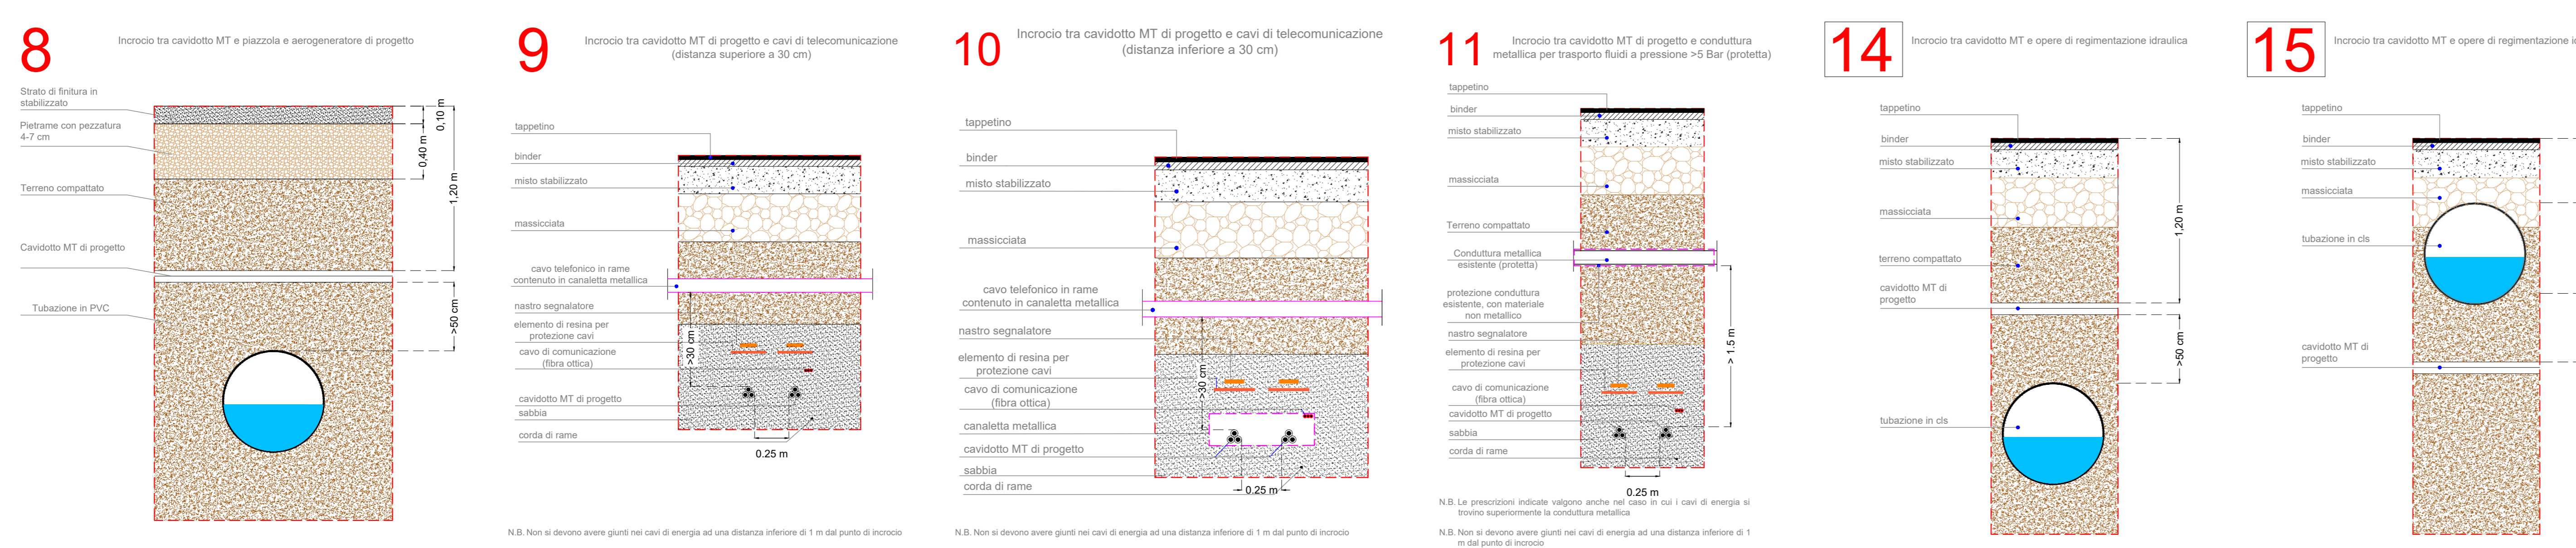 8
Incrocio tra cavidotto MT e piazzola e aerogeneratore di progetto
Strato di finitura in
stabilizzato
Pietrame con pezzatura
4-7 cm
Terreno compattato
Cavidotto MT di progetto
Tubazione in PVC
0,10 m
0,40 m
1,20 m
>50 cm
9
Incrocio tra cavidotto MT di progetto e cavi di telecomunicazione
(distanza superiore a 30 cm)
tappetino
binder
misto stabilizzato
massicciata
cavo telefonico in rame
contenuto in canaletta metallica
nastro segnalatore
elemento di resina per
protezione cavi
cavo di comunicazione
(fibra ottica)
cavidotto MT di progetto
sabbia
corda di rame
>30 cm
0.25 m
N.B. Non si devono avere giunti nei cavi di energia ad una distanza inferiore di 1 m dal punto di incrocio
10
Incrocio tra cavidotto MT di progetto e cavi di telecomunicazione
(distanza inferiore a 30 cm)
tappetino
binder
misto stabilizzato
massicciata
cavo telefonico in rame
contenuto in canaletta metallica
nastro segnalatore
elemento di resina per
protezione cavi
cavo di comunicazione
(fibra ottica)
canaletta metallica
cavidotto MT di progetto
sabbia
corda di rame
>30 cm
0.25 m
N.B. Non si devono avere giunti nei cavi di energia ad una distanza inferiore di 1 m dal punto di incrocio
11
Incrocio tra cavidotto MT di progetto e conduttura
metallica per trasporto fluidi a pressione >5 Bar (protetta)
tappetino
binder
misto stabilizzato
massicciata
Terreno compattato
Conduttura metallica
esistente (protetta)
protezione conduttura
esistente, con materiale
non metallico
nastro segnalatore
elemento di resina per
protezione cavi
cavo di comunicazione
(fibra ottica)
cavidotto MT di progetto
sabbia
corda di rame
> 1.5 m
0.25 m
N.B. Le prescrizioni indicate valgono anche nel caso in cui i cavi di energia si
trovino superiormente la conduttura metallica
N.B. Non si devono avere giunti nei cavi di energia ad una distanza inferiore di 1
m dal punto di incrocio
14
Incrocio tra cavidotto MT e opere di regimentazione idraulica
tappetino
binder
misto stabilizzato
massicciata
terreno compattato
cavidotto MT di
progetto
tubazione in cls
1,20 m
>50 cm
15
Incrocio tra cavidotto MT e opere di regimentazione
tappetino
binder
misto stabilizzato
massicciata
tubazione in cls
cavidotto MT di
progetto